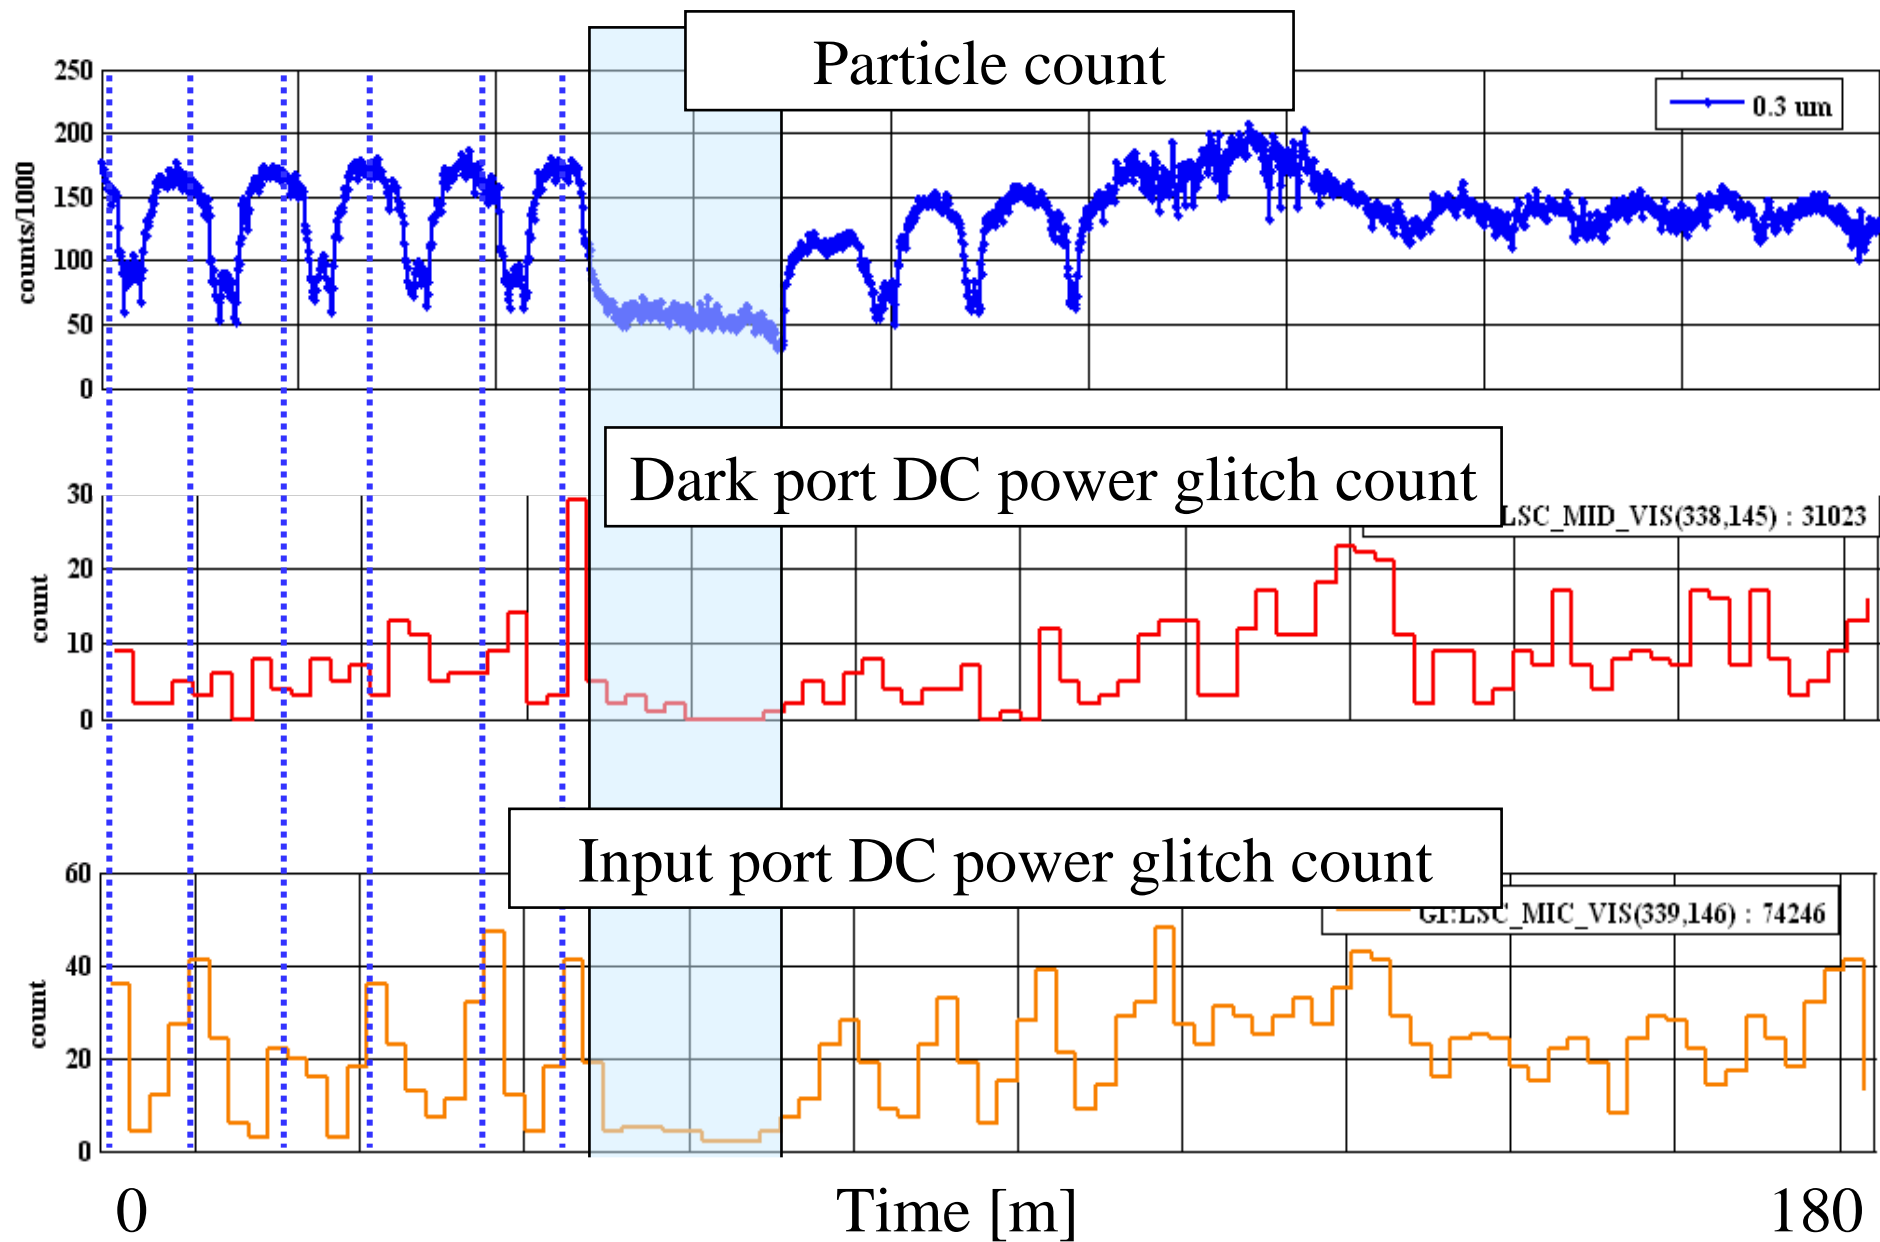 Particle count
250
200
150
100
50
0
counts/1000
0.3 um
Dark port DC power glitch count
30
20
10
0
count
LSC_MID_VIS(338,145) : 31023
Input port DC power glitch count
60
40
20
0
count
G1:LSC_MIC_VIS(339,146) : 74246
0
Time [m]
180